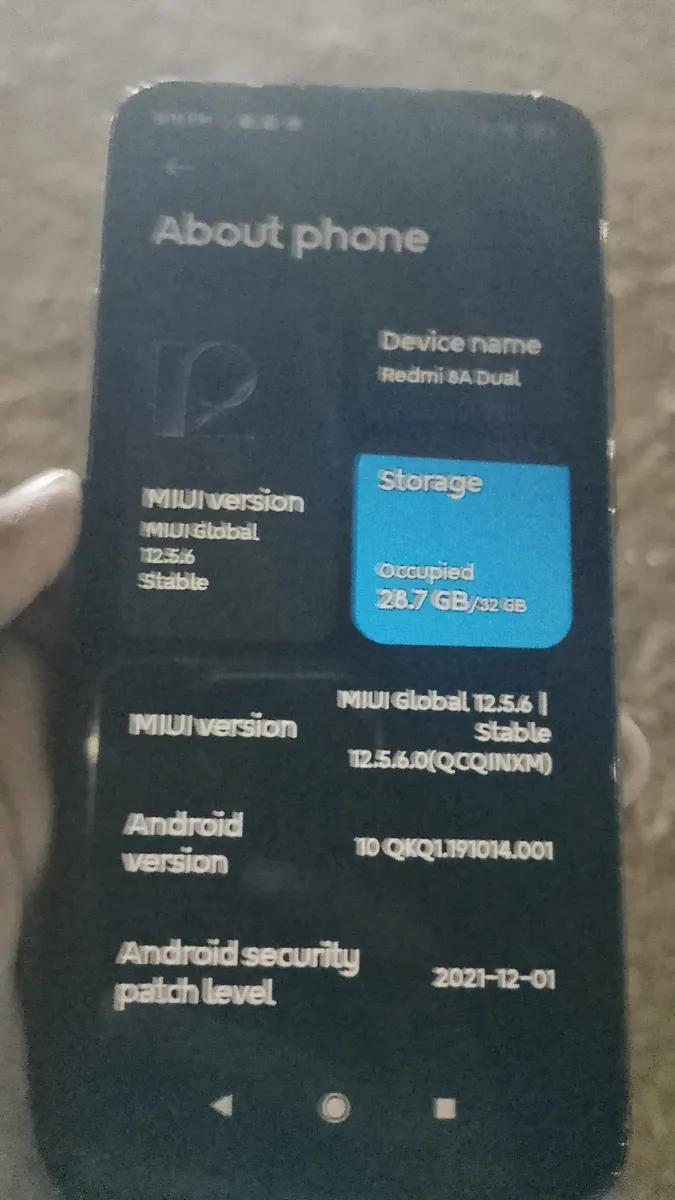 About phone
12
Device name
Redmi 8A Dual
MIUI version
MIUI Global
12.5.6
Stable
Storage
Occupied
28.7 GB/32 GB
MIUI version
MIUI Global 12.5.6 |
Stable
12.5.6.0(QCQINXM)
Android
version
10 QKQ1.191014.001
Android security
patch level
2021-12-01